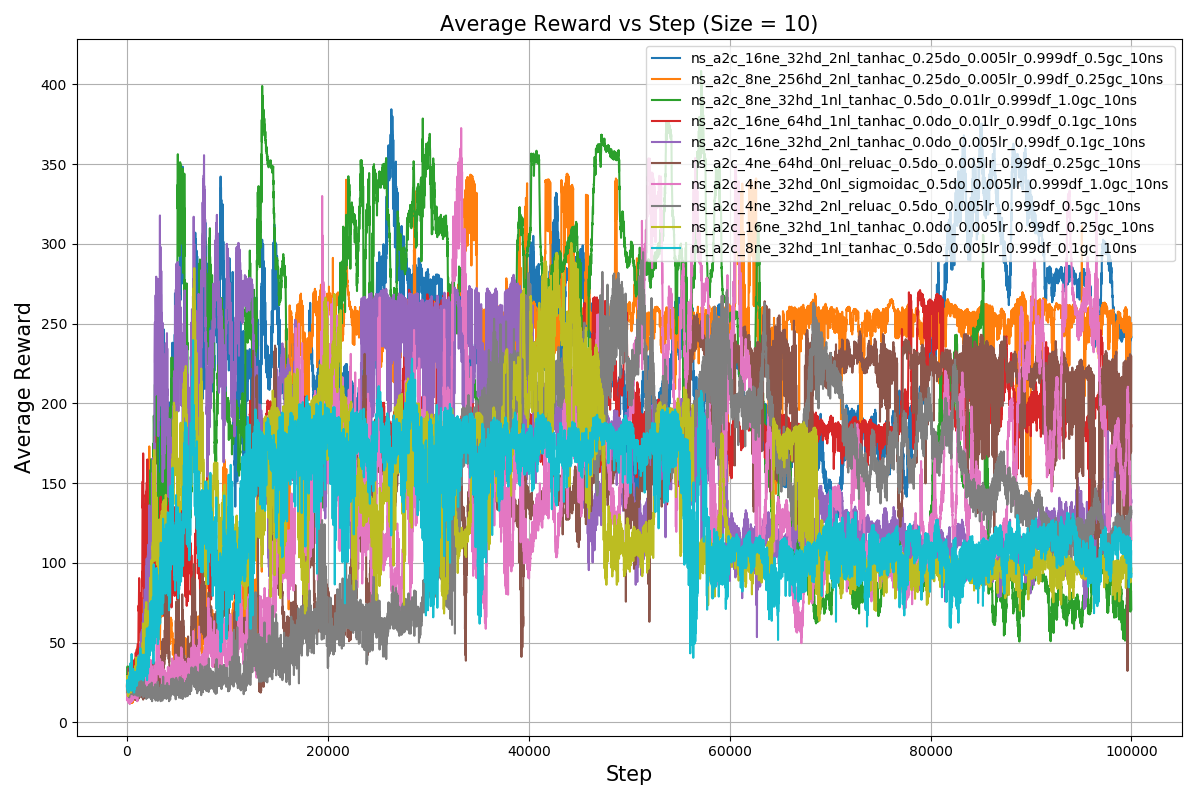 Average Reward vs Step (Size = 10)
ns_a2c_16ne_32hd_2nl_tanhac_0.25do_0.005lr_0.999df_0.5gc_10ns
ns_a2c_8ne_256hd_2nl_tanhac_0.25do_0.005lr_0.99df_0.25gc_10ns
ns_a2c_8ne_32hd_1nl_tanhac_0.5do_0.01lr_0.999df_1.0gc_10ns
ns_a2c_16ne_64hd_1nl_tanhac_0.0do_0.01lr_0.99df_0.1gc_10ns
ns_a2c_16ne_32hd_2nl_tanhac_0.0do_0.005lr_0.99df_0.1gc_10ns
ns_a2c_4ne_64hd_0nl_reluac_0.5do_0.005lr_0.99df_0.25gc_10ns
ns_a2c_4ne_32hd_0nl_sigmoidac_0.5do_0.005lr_0.999df_1.0gc_10ns
ns_a2c_4ne_32hd_2nl_reluac_0.5do_0.005lr_0.999df_0.5gc_10ns
ns_a2c_16ne_32hd_1nl_tanhac_0.0do_0.005lr_0.99df_0.25gc_10ns
ns_a2c_8ne_32hd_1nl_tanhac_0.5do_0.005lr_0.99df_0.1gc_10ns
Average Reward
400
350
300
250
200
150
100
50
0
0
20000
40000
60000
80000
100000
Step